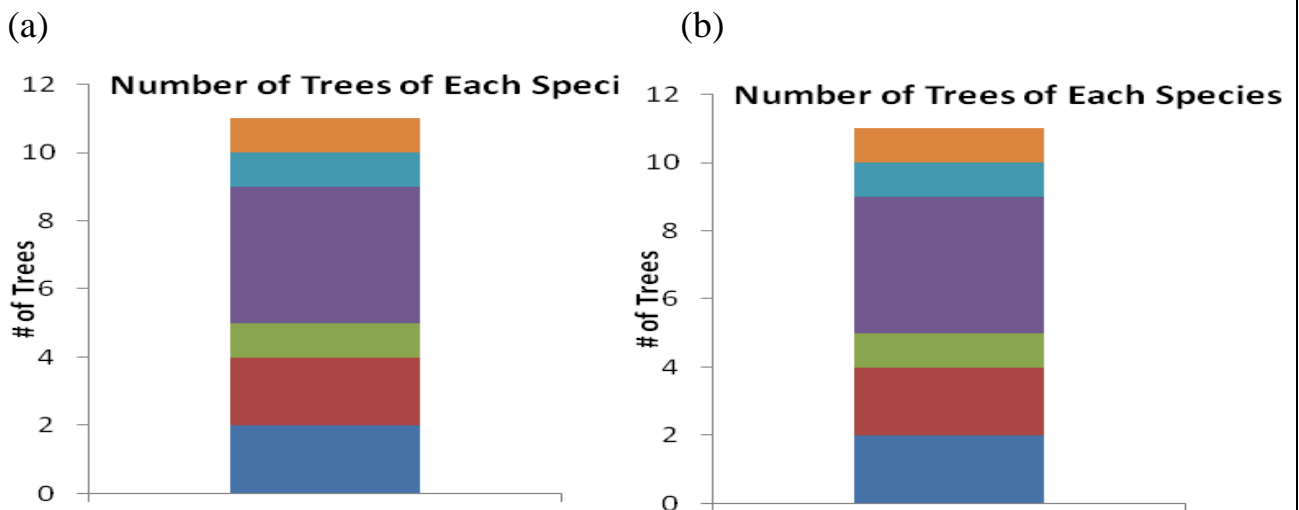 (a)
Number of Trees of Each Speci
12
10
8
6
4
2
0
# of Trees
(b)
Number of Trees of Each Species
12
10
8
6
4
2
0
# of Trees